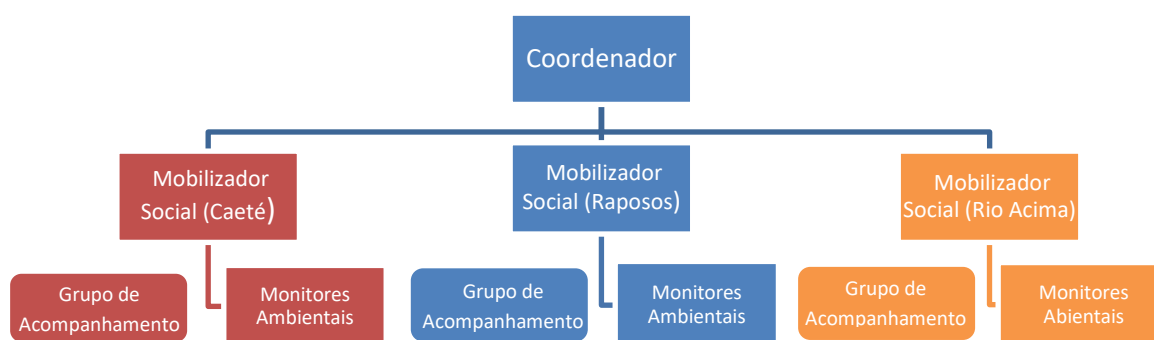 Coordenador
Mobilizador
Social (Caeté)
Mobilizador
Social (Raposos)
Mobilizador
Social (Rio Acima)
Grupo de
Acompanhamento
Monitores
Ambientais
Grupo de
Acompanhamento
Monitores
Ambientais
Grupo de
Acompanhamento
Monitores
Abientais